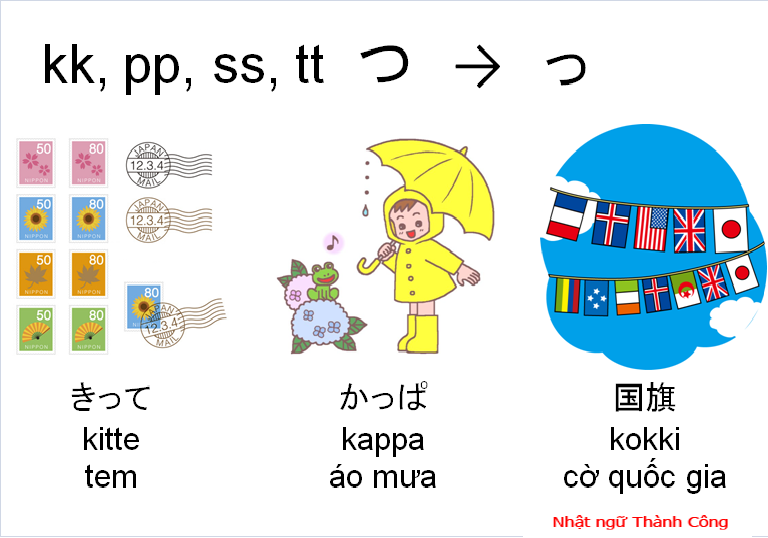 kk, pp, ss, tt つ → っ
50 80 JAPAN 12.3.4 MAIL
NIPPON NIPPON
50 80 JAPAN 12.3.4 MAIL
NIPPON NIPPON
50 80
NIPPON NIPPON
80
JAPAN 12.3.4 MAIL
50 80
NIPPON NIPPON
きって かっぱ 国旗
kitte kappa kokki
tem áo mưa cờ quốc gia
Nhật ngữ Thành Công